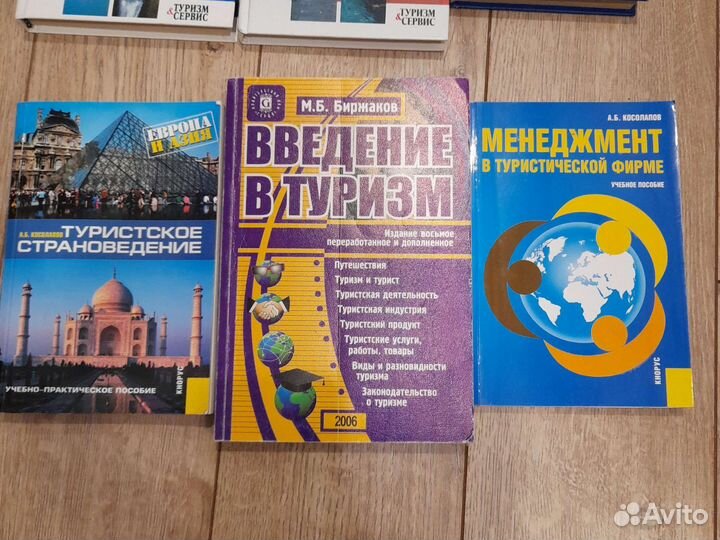 ТУРИЗМ
&СЕРВИС
ТУРИЗМ
&СЕРВИС
ЕВРОПА
И АЗИЯ
А.Б. КОСОЛАПОВ
ТУРИСТСКОЕ
СТРАНОВЕДЕНИЕ
УЧЕБНО-ПРАКТИЧЕСКОЕ ПОСОБИЕ
КНОРУС
М.Б. Биржаков
ВВЕДЕНИЕ
В ТУРИЗМ
Издание восьмое
переработанное и дополненное
Путешествия
Туризм и турист
Туристская деятельность
Туристская индустрия
Туристский продукт
Туристские услуги,
работы, товары
Виды и разновидности
туризма
Законодательство
о туризме
2006
А.Б. КОСОЛАПОВ
МЕНЕДЖМЕНТ
В ТУРИСТИЧЕСКОЙ ФИРМЕ
УЧЕБНОЕ ПОСОБИЕ
КНОРУС
Avito